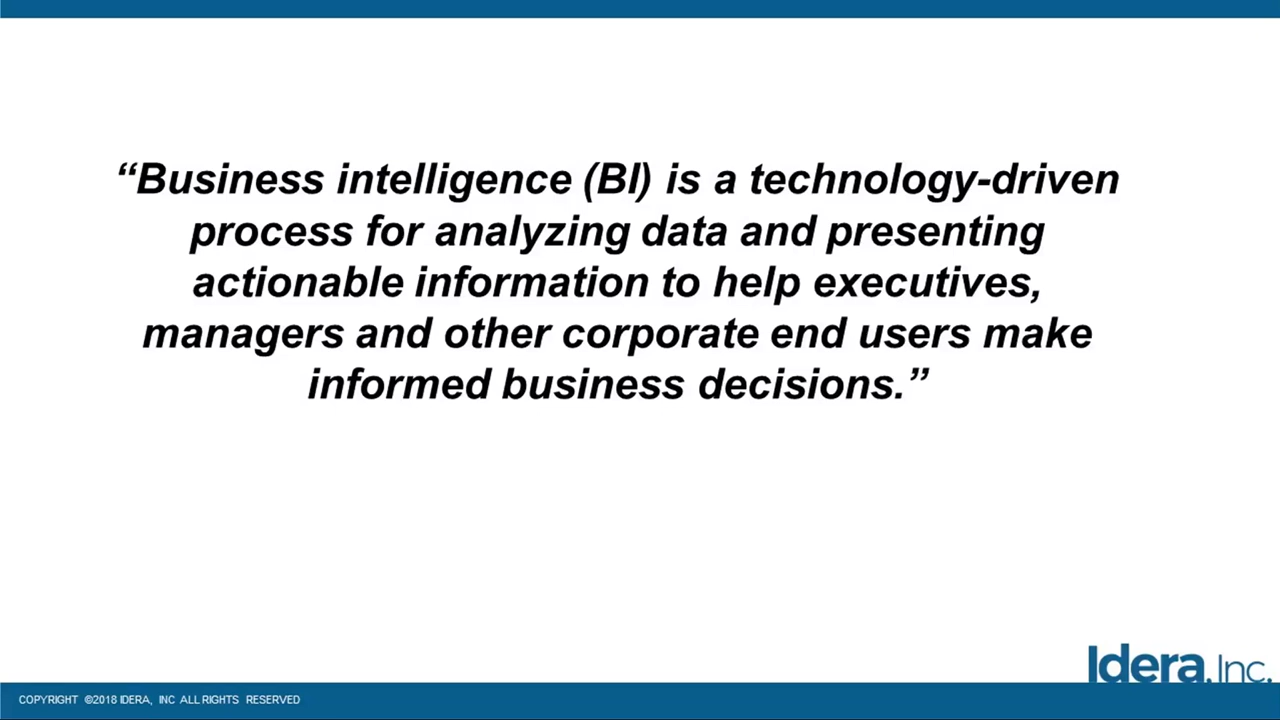 “Business intelligence (BI) is a technology-driven
process for analyzing data and presenting
actionable information to help executives,
managers and other corporate end users make
informed business decisions.”
Idera, Inc.
COPYRIGHT ©2018 IDERA, INC ALL RIGHTS RESERVED